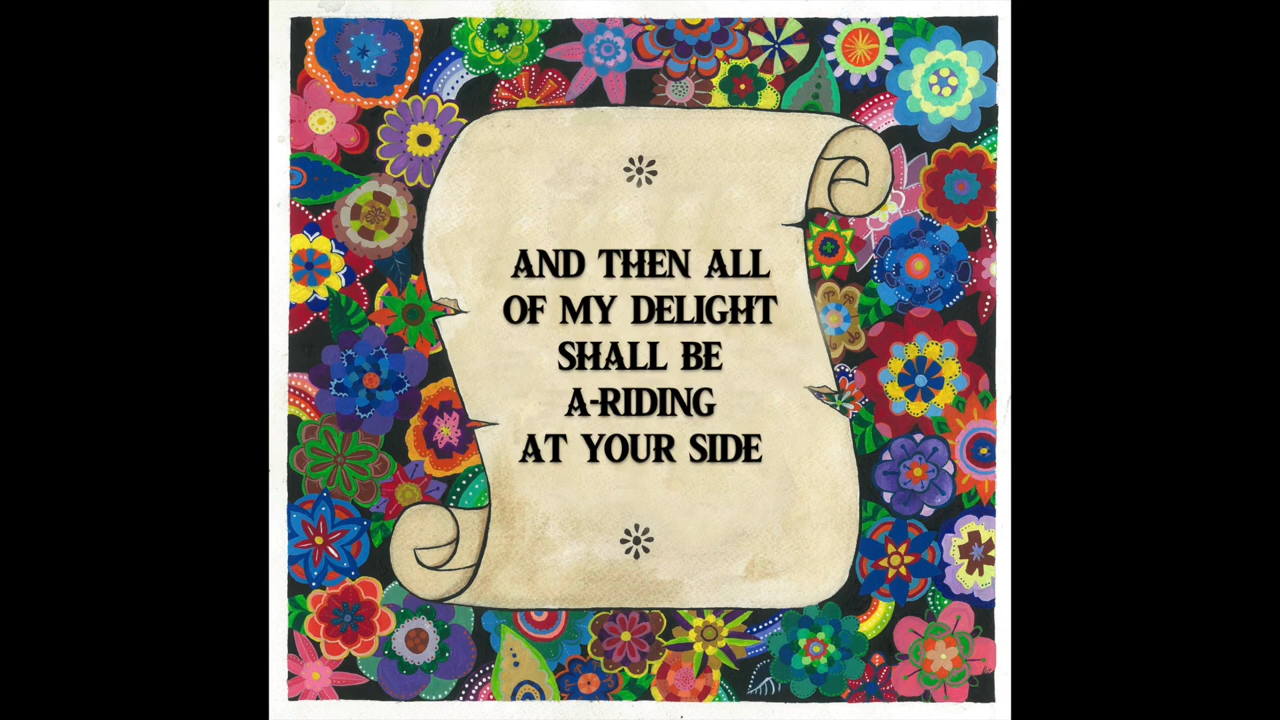 AND THEN ALL
OF MY DELIGHT
SHALL BE
A-RIDING
AT YOUR SIDE